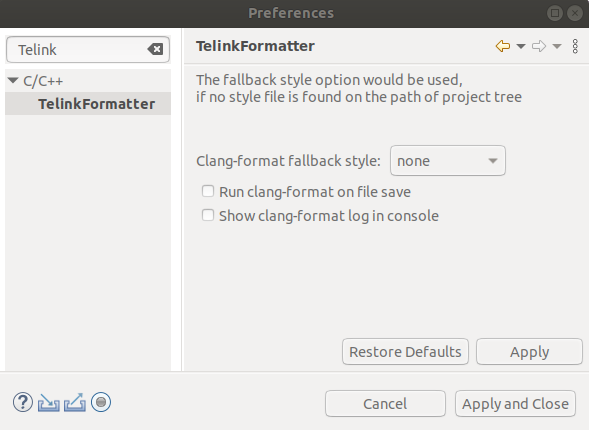 Preferences
Telink
TelinkFormatter
C/C++
TelinkFormatter
The fallback style option would be used,
if no style file is found on the path of project tree
Clang-format fallback style: none
Run clang-format on file save
Show clang-format log in console
Restore Defaults Apply
Cancel Apply and Close